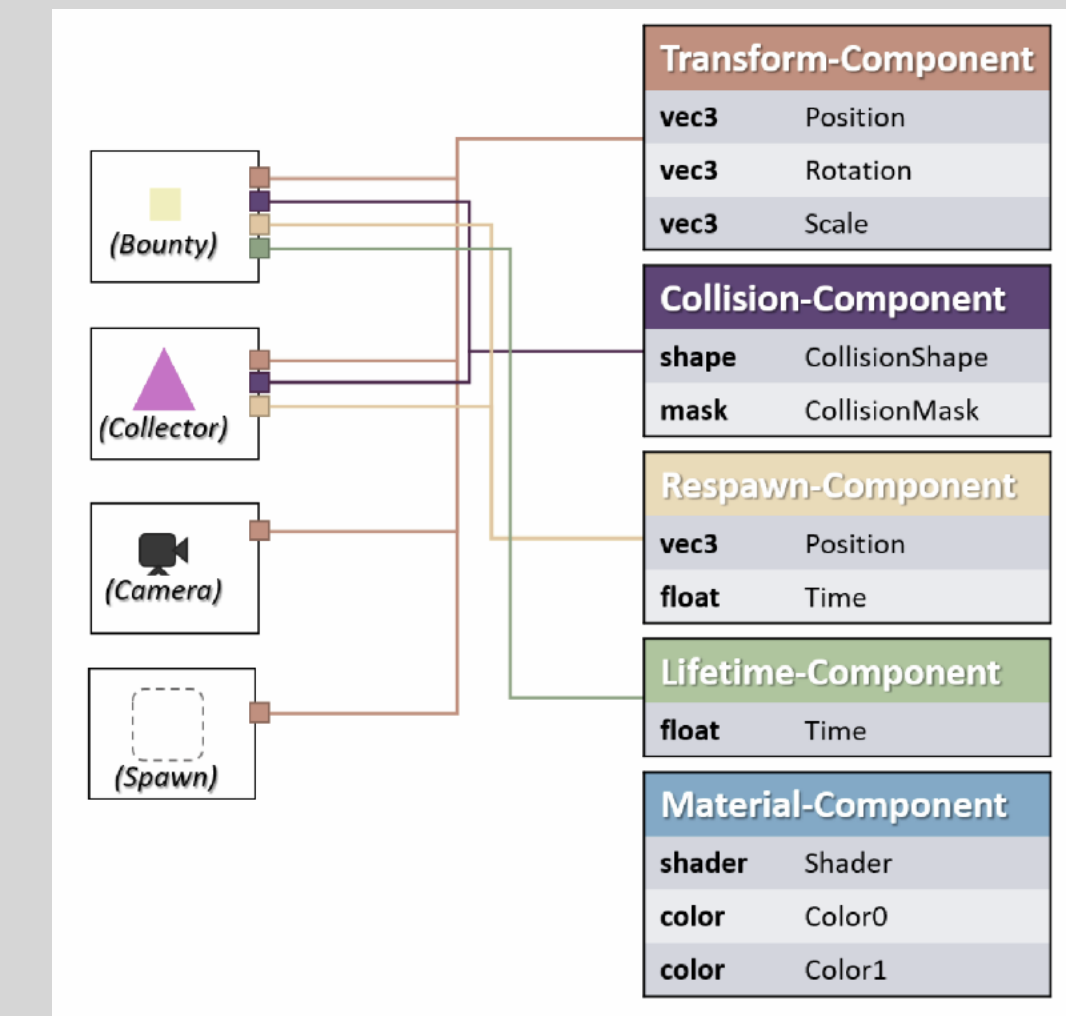 (Bounty)
(Collector)
(Camera)
(Spawn)
Transform-Component
vec3 Position
vec3 Rotation
vec3 Scale
Collision-Component
shape CollisionShape
mask CollisionMask
Respawn-Component
vec3 Position
float Time
Lifetime-Component
float Time
Material-Component
shader Shader
color Color0
color Color1